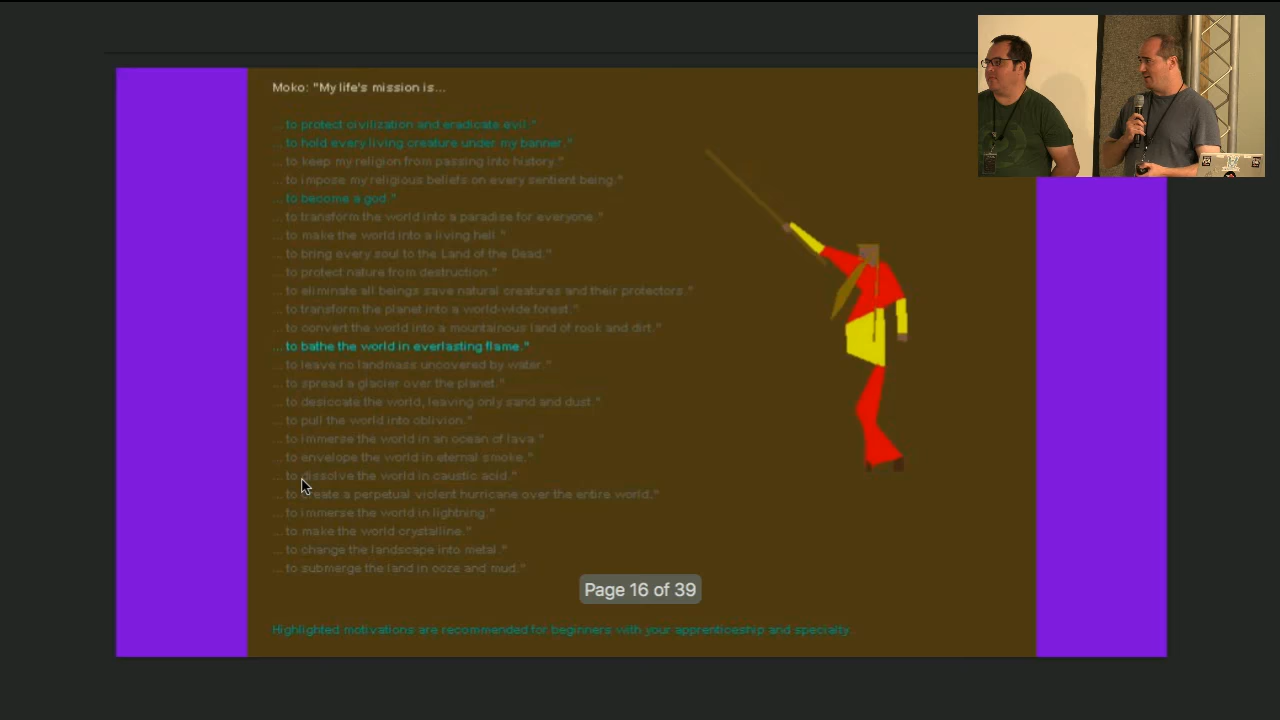 Moko: "My life's mission is...
... to protect civilization and eradicate evil."
... to hold every living creature under my banner."
... to keep my religion from passing into history."
... to impose my religious beliefs on every sentient being."
... to become a god."
... to transform the world into a paradise for everyone."
... to make the world into a living hell."
... to bring every soul to the Land of the Dead."
... to protect nature from destruction."
... to eliminate all beings save natural creatures and their protectors."
... to transform the planet into a world-wide forest."
... to convert the world into a mountainous land of rock and dirt."
... to bathe the world in everlasting flame."
... to leave no landmass uncovered by water."
... to spread a glacier over the planet."
... to desiccate the world, leaving only sand and dust."
... to pull the world into oblivion."
... to immerse the world in an ocean of lava."
... to envelope the world in eternal smoke."
... to dissolve the world in caustic acid."
... to create a perpetual violent hurricane over the entire world."
... to immerse the world in lightning."
... to make the world crystalline."
... to change the landscape into metal."
... to submerge the land in ooze and mud."
Page 16 of 39
Highlighted motivations are recommended for beginners with your apprenticeship and specialty.